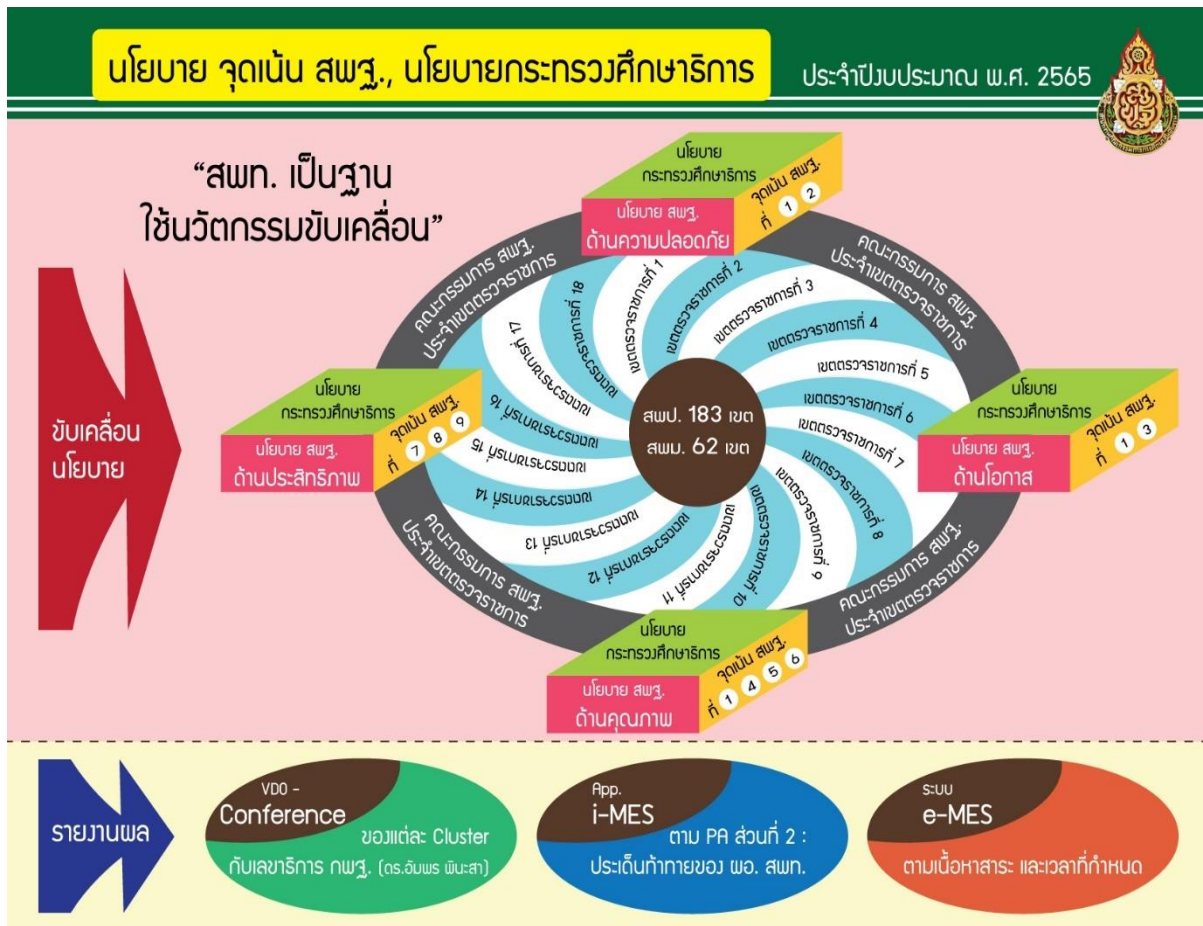 นโยบาย จุดเน้น สพฐ., นโยบายกระทรวงศึกษาธิการ
ประจำปีงบประมาณ พ.ศ. 2565
“สพท. เป็นฐาน
ใช้นวัตกรรมขับเคลื่อน”
ขับเคลื่อน
นโยบาย
นโยบาย
กระทรวงศึกษาธิการ
นโยบาย สพฐ.
ด้านความปลอดภัย
จุดเน้น สพฐ.
ที่ 1 2
คณะกรรมการ สพฐ.
ประจำเขตตรวจราชการ
คณะกรรมการ สพฐ.
ประจำเขตตรวจราชการ
เขตตรวจราชการที่ 1
เขตตรวจราชการที่ 2
เขตตรวจราชการที่ 3
เขตตรวจราชการที่ 4
เขตตรวจราชการที่ 5
เขตตรวจราชการที่ 6
เขตตรวจราชการที่ 7
เขตตรวจราชการที่ 8
เขตตรวจราชการที่ 9
เขตตรวจราชการที่ 10
เขตตรวจราชการที่ 11
เขตตรวจราชการที่ 12
เขตตรวจราชการที่ 13
เขตตรวจราชการที่ 14
เขตตรวจราชการที่ 15
เขตตรวจราชการที่ 16
เขตตรวจราชการที่ 17
เขตตรวจราชการที่ 18
สพป. 183 เขต
สพม. 62 เขต
นโยบาย
กระทรวงศึกษาธิการ
นโยบาย สพฐ.
ด้านประสิทธิภาพ
จุดเน้น สพฐ.
ที่ 7 8 9
นโยบาย
กระทรวงศึกษาธิการ
นโยบาย สพฐ.
ด้านโอกาส
จุดเน้น สพฐ.
ที่ 1 3
คณะกรรมการ สพฐ.
ประจำเขตตรวจราชการ
คณะกรรมการ สพฐ.
ประจำเขตตรวจราชการ
นโยบาย
กระทรวงศึกษาธิการ
นโยบาย สพฐ.
ด้านคุณภาพ
จุดเน้น สพฐ.
ที่ 1 4 5 6
รายงานผล
VDO -
Conference
ของแต่ละ Cluster
กับเลขาธิการ กพฐ. (ดร.อัมพร พินะสา)
App.
i-MES
ตาม PA ส่วนที่ 2 :
ประเด็นท้าทายของ ผอ. สพท.
ระบบ
e-MES
ตามเนื้อหาสาระ และเวลาที่กำหนด